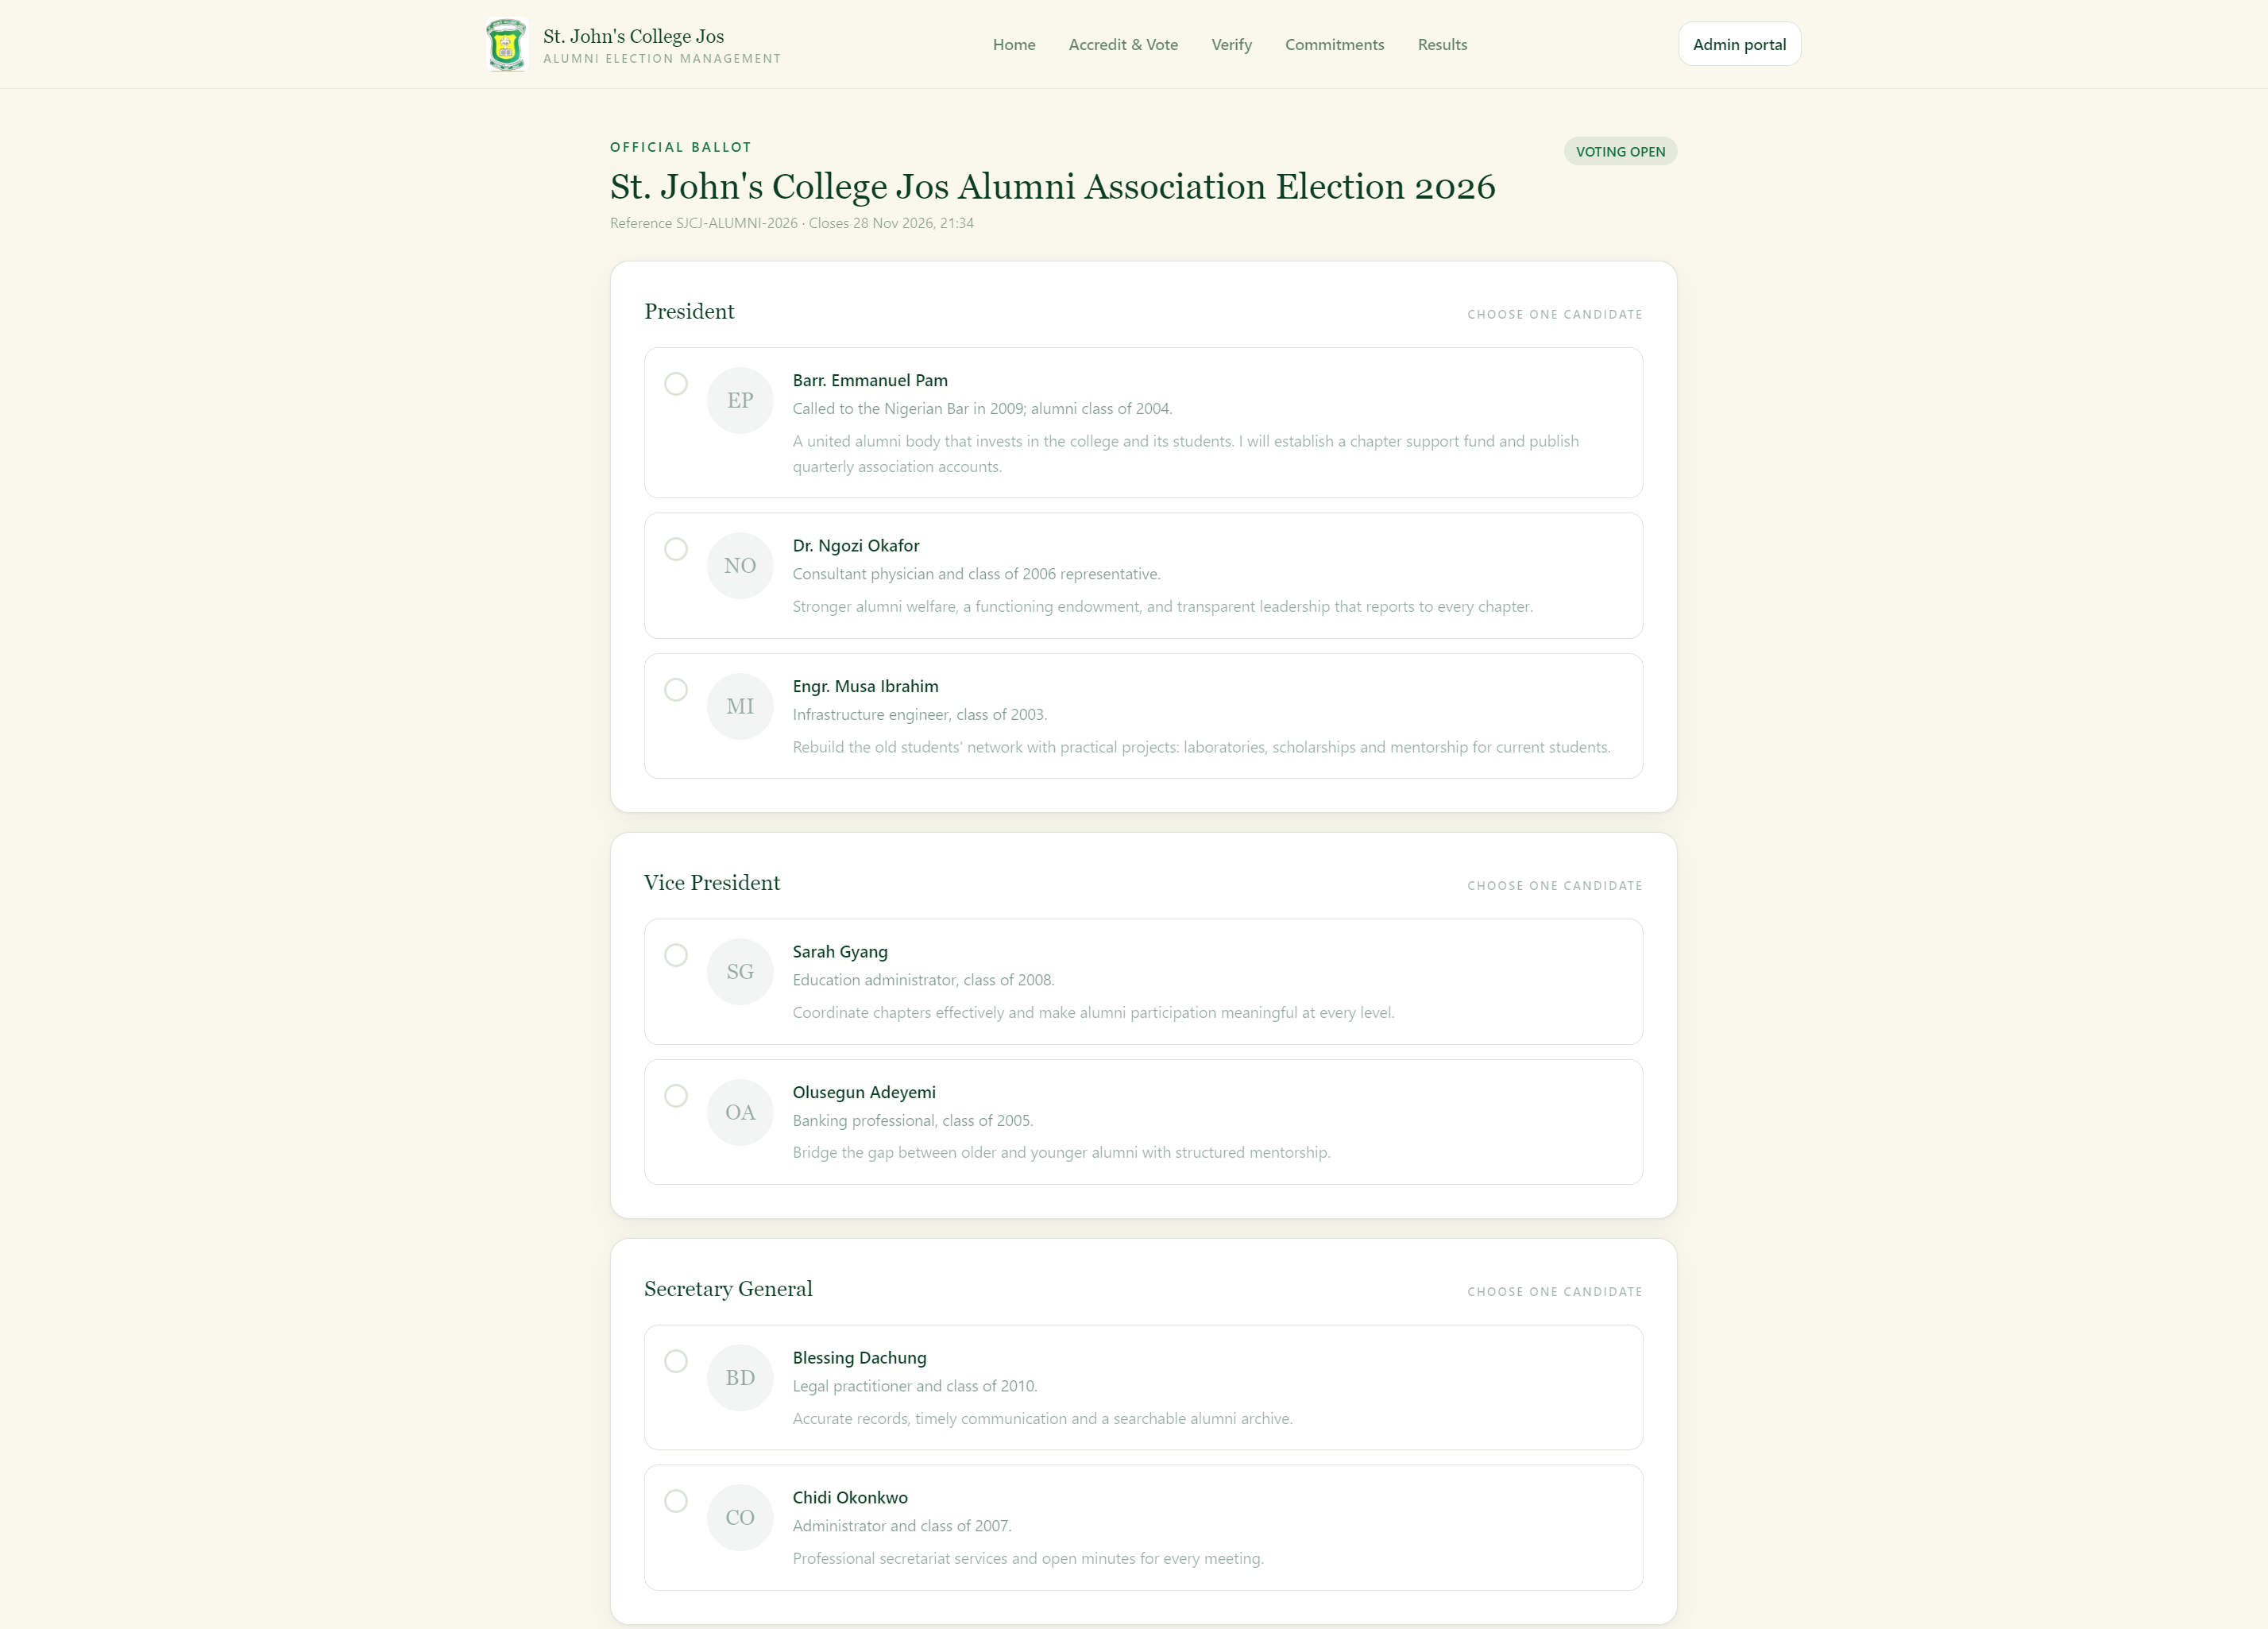 St. John's College Jos
ALUMNI ELECTION MANAGEMENT
Home
Accredit & Vote
Verify
Commitments
Results
Admin portal
OFFICIAL BALLOT
VOTING OPEN
St. John's College Jos Alumni Association Election 2026
Reference SJCJ-ALUMNI-2026 · Closes 28 Nov 2026, 21:34
President
CHOOSE ONE CANDIDATE
EP
Barr. Emmanuel Pam
Called to the Nigerian Bar in 2009; alumni class of 2004.
A united alumni body that invests in the college and its students. I will establish a chapter support fund and publish
quarterly association accounts.
NO
Dr. Ngozi Okafor
Consultant physician and class of 2006 representative.
Stronger alumni welfare, a functioning endowment, and transparent leadership that reports to every chapter.
MI
Engr. Musa Ibrahim
Infrastructure engineer, class of 2003.
Rebuild the old students' network with practical projects: laboratories, scholarships and mentorship for current students.
Vice President
CHOOSE ONE CANDIDATE
SG
Sarah Gyang
Education administrator, class of 2008.
Coordinate chapters effectively and make alumni participation meaningful at every level.
OA
Olusegun Adeyemi
Banking professional, class of 2005.
Bridge the gap between older and younger alumni with structured mentorship.
Secretary General
CHOOSE ONE CANDIDATE
BD
Blessing Dachung
Legal practitioner and class of 2010.
Accurate records, timely communication and a searchable alumni archive.
CO
Chidi Okonkwo
Administrator and class of 2007.
Professional secretariat services and open minutes for every meeting.